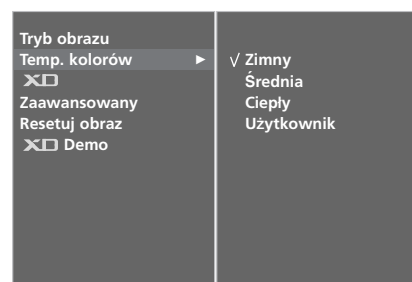 Tryb obrazu
Temp. kolorów ►
XD
Zaawansowany
Resetuj obraz
XD Demo
√ Zimny
Średnia
Ciepły
Użytkownik